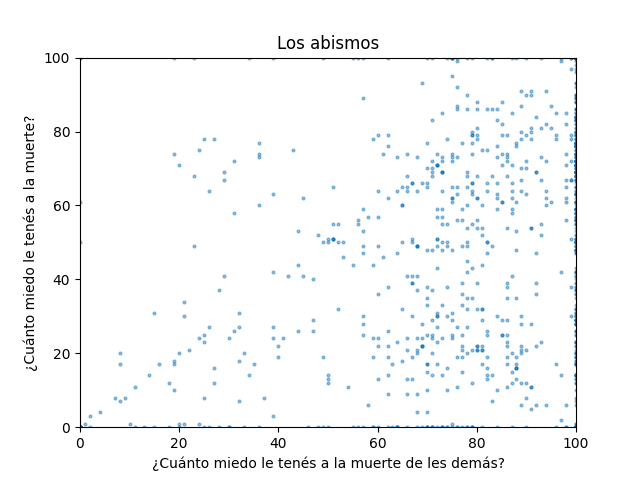 Los abismos
100
80
60
40
20
0
¿Cuánto miedo le tenés a la muerte?
0 20 40 60 80 100
¿Cuánto miedo le tenés a la muerte de les demás?